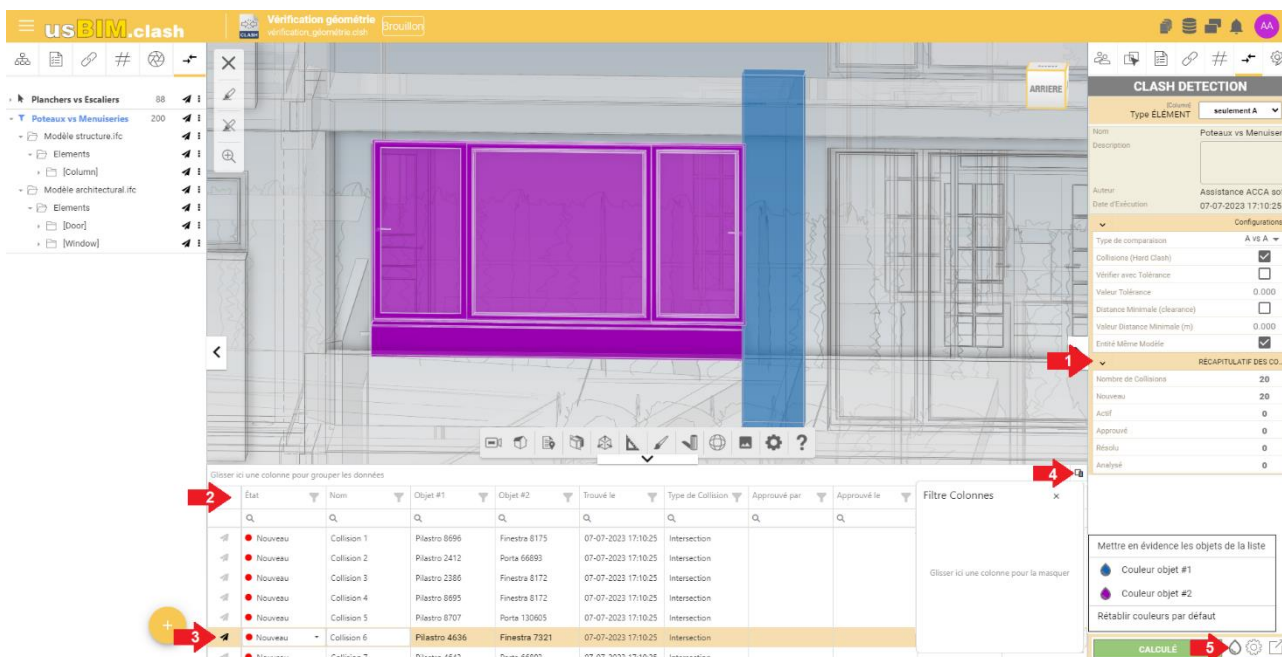 usBIM.clash
Vérification géométrie
vérification_géométrie.clsh
Brouillon
AA
CLASH
Planchers vs Escaliers 88
Poteaux vs Menuiseries 200
Modèle structure.ifc
Elements
[Column]
Modèle architectural.ifc
Elements
[Door]
[Window]
ARRIERE
CLASH DETECTION
[Column]
Type ÉLÉMENT seulement A
Nom Poteaux vs Menuiser
Description
Auteur Assistance ACCA so
Date d'Exécution 07-07-2023 17:10:25
Configurations
Type de comparaison A vs A
Collisions (Hard Clash)
Vérifier avec Tolérance
Valeur Tolérance 0.000
Distance Minimale (clearance)
Valeur Distance Minimale (m) 0.000
Entité Même Modèle
1
RÉCAPITULATIF DES CO...
Nombre de Collisions 20
Nouveau 20
Actif 0
Approuvé 0
Résolu 0
Analysé 0
Glisser ici une colonne pour grouper les données
4
2
État Nom Objet #1 Objet #2 Trouvé le Type de Collision Approuvé par Approuvé le
Nouveau Collision 1 Pilastro 8696 Finestra 8175 07-07-2023 17:10:25 Intersection
Nouveau Collision 2 Pilastro 2412 Porta 66893 07-07-2023 17:10:25 Intersection
Nouveau Collision 3 Pilastro 2386 Finestra 8172 07-07-2023 17:10:25 Intersection
Nouveau Collision 4 Pilastro 8695 Finestra 8172 07-07-2023 17:10:25 Intersection
Nouveau Collision 5 Pilastro 8707 Porta 130605 07-07-2023 17:10:25 Intersection
3
Nouveau Collision 6 Pilastro 4636 Finestra 7321 07-07-2023 17:10:25 Intersection
Filtre Colonnes
Glisser ici une colonne pour la masquer
Mettre en évidence les objets de la liste
Couleur objet #1
Couleur objet #2
Rétablir couleurs par défaut
CALCULÉ
5